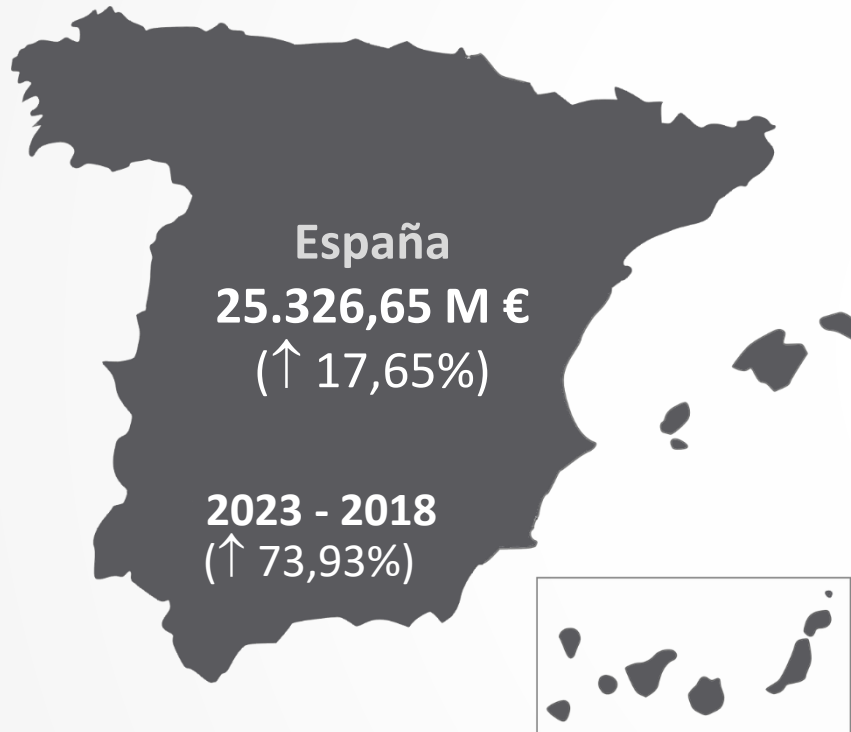 España
25.326,65 M €
(↑ 17,65%)
2023 - 2018
(↑ 73,93%)